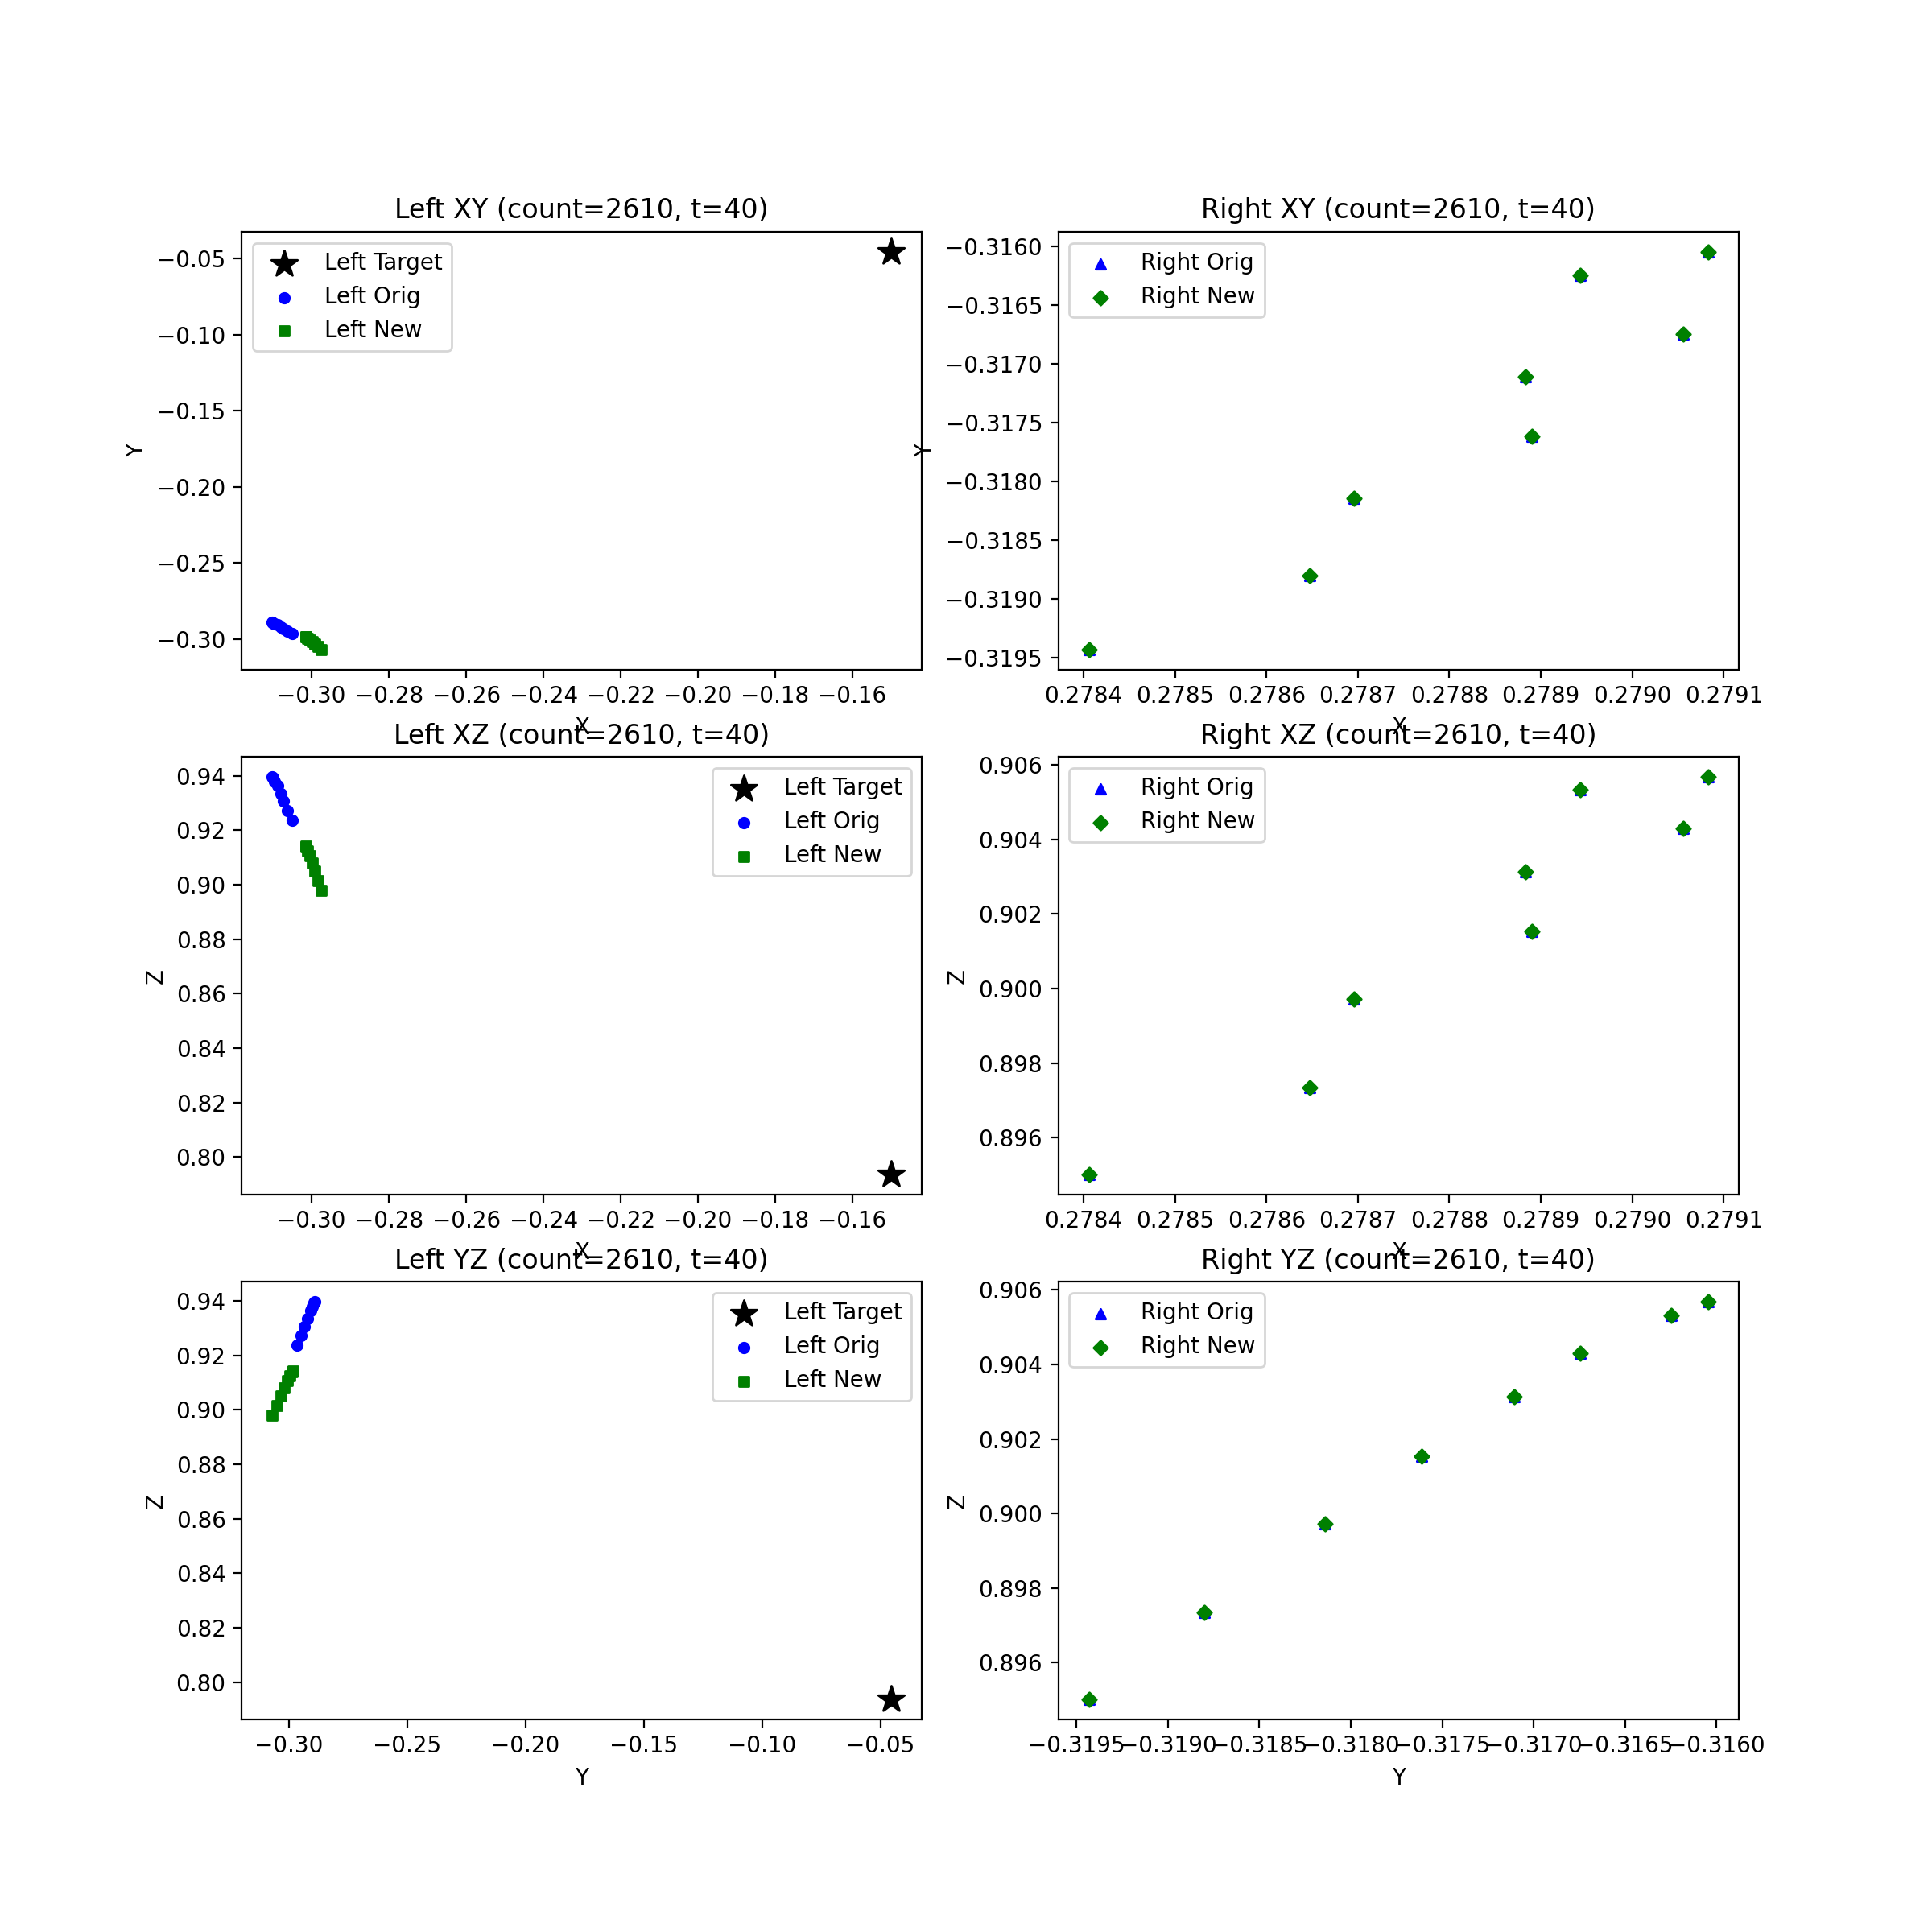 Left XY (count=2610, t=40)
Left Target
Left Orig
Left New
−0.05
−0.10
−0.15
−0.20
−0.25
−0.30
Y
−0.30 −0.28 −0.26 −0.24 −0.22 −0.20 −0.18 −0.16
X
Right XY (count=2610, t=40)
Right Orig
Right New
−0.3160
−0.3165
−0.3170
−0.3175
−0.3180
−0.3185
−0.3190
−0.3195
Y
0.2784 0.2785 0.2786 0.2787 0.2788 0.2789 0.2790 0.2791
X
Left XZ (count=2610, t=40)
Left Target
Left Orig
Left New
0.94
0.92
0.90
0.88
0.86
0.84
0.82
0.80
Z
−0.30 −0.28 −0.26 −0.24 −0.22 −0.20 −0.18 −0.16
X
Right XZ (count=2610, t=40)
Right Orig
Right New
0.906
0.904
0.902
0.900
0.898
0.896
Z
0.2784 0.2785 0.2786 0.2787 0.2788 0.2789 0.2790 0.2791
X
Left YZ (count=2610, t=40)
Left Target
Left Orig
Left New
0.94
0.92
0.90
0.88
0.86
0.84
0.82
0.80
Z
−0.30 −0.25 −0.20 −0.15 −0.10 −0.05
Y
Right YZ (count=2610, t=40)
Right Orig
Right New
0.906
0.904
0.902
0.900
0.898
0.896
Z
−0.3195 −0.3190 −0.3185 −0.3180 −0.3175 −0.3170 −0.3165 −0.3160
Y